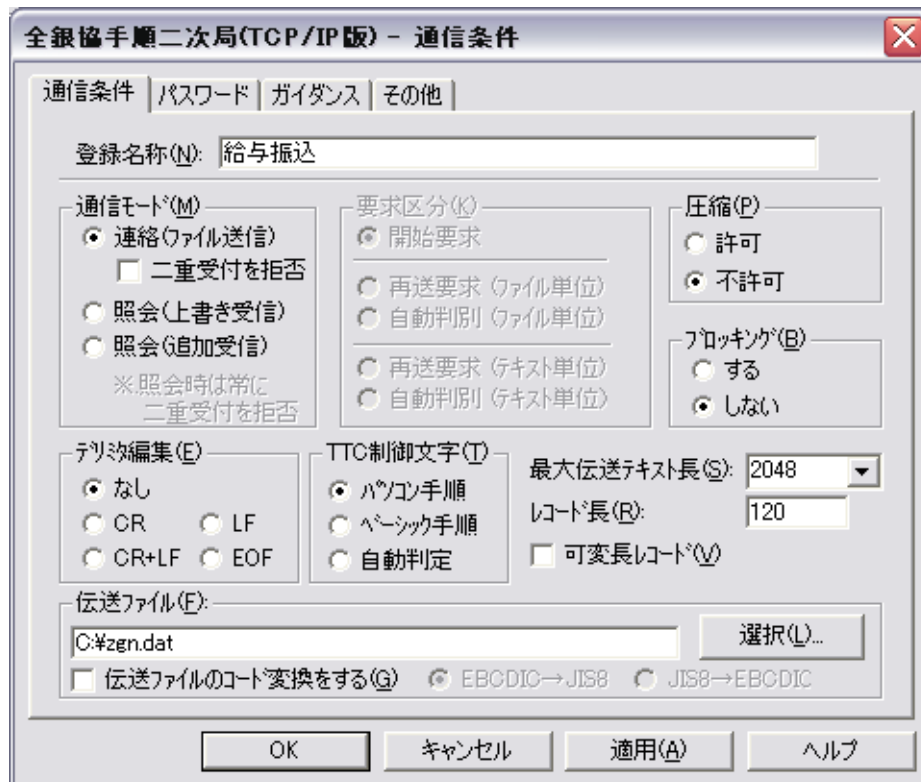 全銀協手順二次局(TCP/IP版) - 通信条件
通信条件 パスワード ガイダンス その他
登録名称(N): 給与振込
通信モード(M)
連絡(ファイル送信)
二重受付を拒否
照会(上書き受信)
照会(追加受信)
※照会時は常に
二重受付を拒否
要求区分(K)
開始要求
再送要求 (ファイル単位)
自動判別 (ファイル単位)
再送要求 (テキスト単位)
自動判別 (テキスト単位)
圧縮(P)
許可
不許可
ブロッキング(B)
する
しない
デリミタ編集(E)
なし
CR LF
CR+LF EOF
TTC制御文字(T)
パソコン手順
ベーシック手順
自動判定
最大伝送テキスト長(S): 2048
レコード長(R): 120
可変長レコード(V)
伝送ファイル(F):
C:¥zgn.dat 選択(L)...
伝送ファイルのコード変換をする(G) EBCDIC→JIS8 JIS8→EBCDIC
OK キャンセル 適用(A) ヘルプ